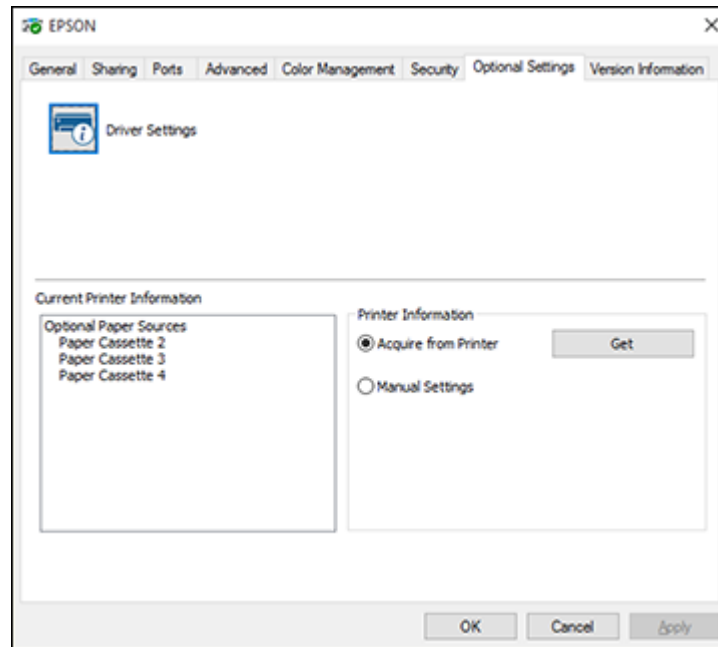 EPSON
General Sharing Ports Advanced Color Management Security Optional Settings Version Information
Driver Settings
Current Printer Information
Optional Paper Sources
Paper Cassette 2
Paper Cassette 3
Paper Cassette 4
Printer Information
Acquire from Printer Get
Manual Settings
OK Cancel Apply